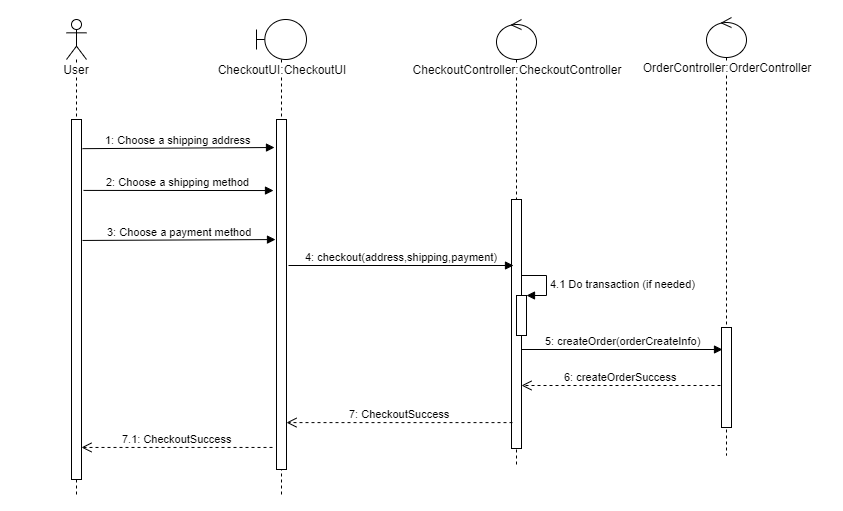 User
CheckoutUI:CheckoutUI
CheckoutController:CheckoutController
OrderController:OrderController
1: Choose a shipping address
2: Choose a shipping method
3: Choose a payment method
4: checkout(address,shipping,payment)
4.1 Do transaction (if needed)
5: createOrder(orderCreateInfo)
6: createOrderSuccess
7: CheckoutSuccess
7.1: CheckoutSuccess